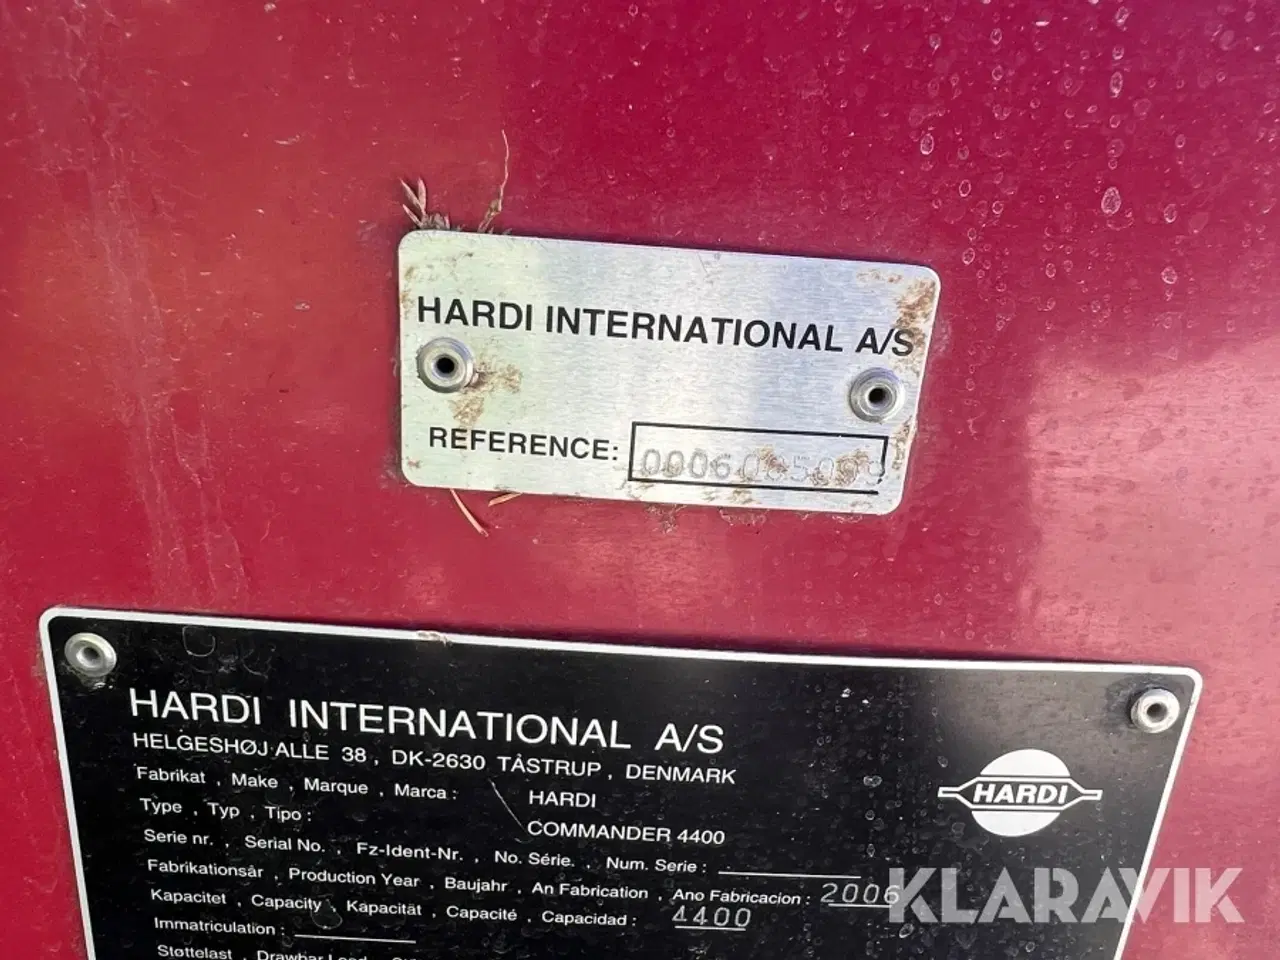 HARDI INTERNATIONAL A/S
REFERENCE:
HARDI INTERNATIONAL A/S
HELGESHØJ ALLE 38, DK-2630 TÅSTRUP, DENMARK
HARDI
Fabrikat, Make, Marque, Marca: HARDI
Type, Typ, Tipo: COMMANDER 4400
Serie nr., Serial No., Fz-Ident-Nr., No. Série., Num. Serie:
Fabrikationsår, Production Year, Baujahr, An Fabrication, Ano Fabricacion: 2006
Kapacitet, Capacity, Kapacität, Capacité, Capacidad: 4400
Immatriculation:
Støttelast, Drawbar Load,
KLARAVIK